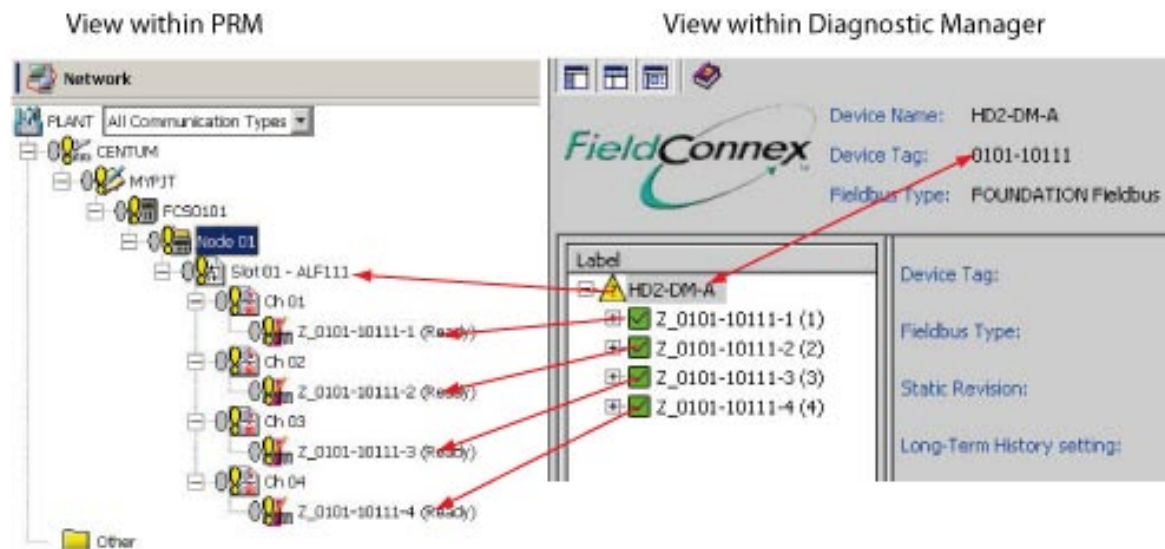 View within PRM
Network
PLANT All Communication Types
CENTUM
MYPJT
FCS0101
Node 01
Slot 01 - ALF111
Ch 01
Z_0101-10111-1 (Ready)
Ch 02
Z_0101-10111-2 (Ready)
Ch 03
Z_0101-10111-3 (Ready)
Ch 04
Z_0101-10111-4 (Ready)
Other
View within Diagnostic Manager
FieldConnex
Device Name: HD2-DM-A
Device Tag: 0101-10111
Fieldbus Type: FOUNDATION Fieldbus
Label
HD2-DM-A
Z_0101-10111-1 (1)
Z_0101-10111-2 (2)
Z_0101-10111-3 (3)
Z_0101-10111-4 (4)
Device Tag:
Fieldbus Type:
Static Revision:
Long-Term History setting: